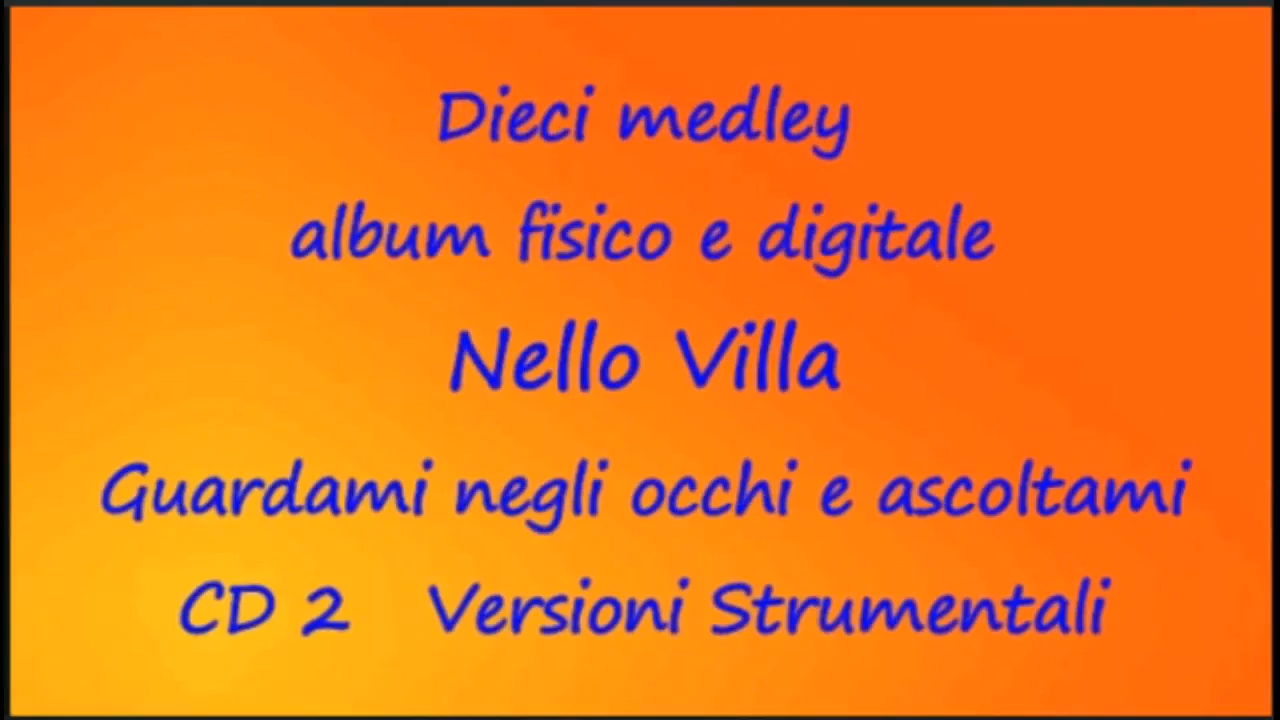 Dieci medley
album fisico e digitale
Nello Villa
Guardami negli occhi e ascoltami
CD 2 Versioni Strumentali